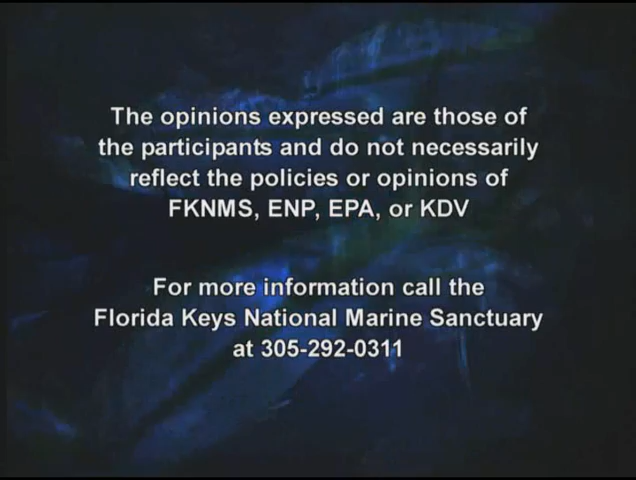 The opinions expressed are those of
the participants and do not necessarily
reflect the policies or opinions of
FKNMS, ENP, EPA, or KDV
For more information call the
Florida Keys National Marine Sanctuary
at 305-292-0311